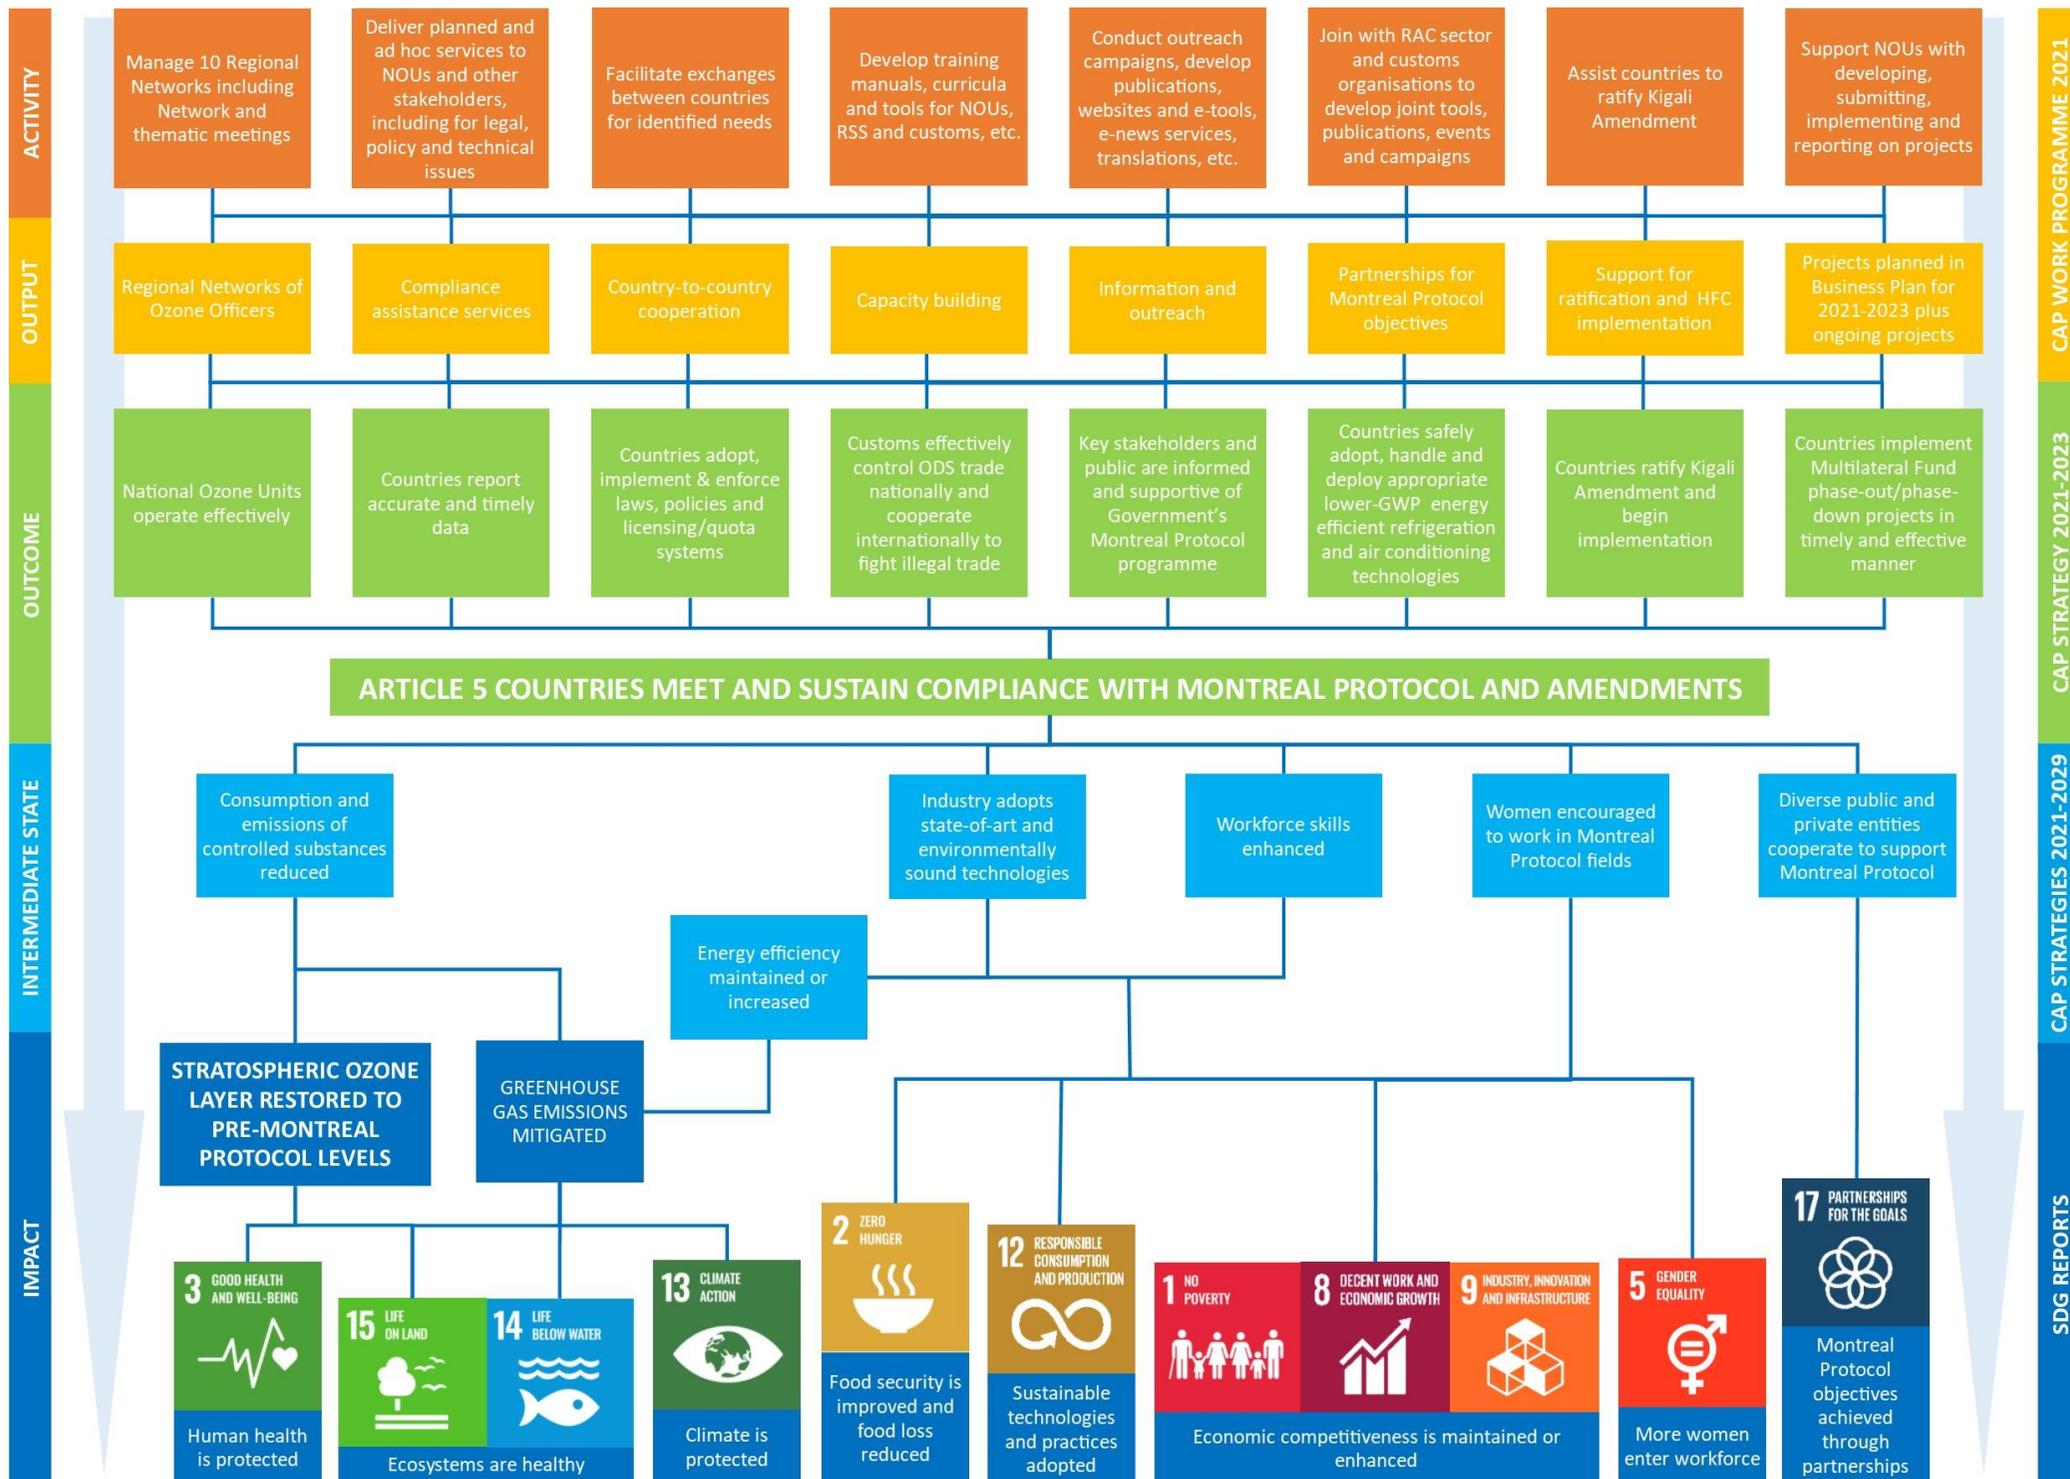 ACTIVITY
Manage 10 Regional
Networks including
Network and
thematic meetings
Deliver planned and
ad hoc services to
NOUs and other
stakeholders,
including for legal,
policy and technical
issues
Facilitate exchanges
between countries
for identified needs
Develop training
manuals, curricula
and tools for NOUs,
RSS and customs, etc.
Conduct outreach
campaigns, develop
publications,
websites and e-tools,
e-news services,
translations, etc.
Join with RAC sector
and customs
organisations to
develop joint tools,
publications, events
and campaigns
Assist countries to
ratify Kigali
Amendment
Support NOUs with
developing,
submitting,
implementing and
reporting on projects
CAP WORK PROGRAMME 2021
OUTPUT
Regional Networks of
Ozone Officers
Compliance
assistance services
Country-to-country
cooperation
Capacity building
Information and
outreach
Partnerships for
Montreal Protocol
objectives
Support for
ratification and HFC
implementation
Projects planned in
Business Plan for
2021-2023 plus
ongoing projects
OUTCOME
National Ozone Units
operate effectively
Countries report
accurate and timely
data
Countries adopt,
implement & enforce
laws, policies and
licensing/quota
systems
Customs effectively
control ODS trade
nationally and
cooperate
internationally to
fight illegal trade
Key stakeholders and
public are informed
and supportive of
Government's
Montreal Protocol
programme
Countries safely
adopt, handle and
deploy appropriate
lower-GWP energy
efficient refrigeration
and air conditioning
technologies
Countries ratify Kigali
Amendment and
begin
implementation
Countries implement
Multilateral Fund
phase-out/phase-
down projects in
timely and effective
manner
CAP STRATEGY 2021-2023
ARTICLE 5 COUNTRIES MEET AND SUSTAIN COMPLIANCE WITH MONTREAL PROTOCOL AND AMENDMENTS
INTERMEDIATE STATE
Consumption and
emissions of
controlled substances
reduced
Industry adopts
state-of-art and
environmentally
sound technologies
Workforce skills
enhanced
Women encouraged
to work in Montreal
Protocol fields
Diverse public and
private entities
cooperate to support
Montreal Protocol
Energy efficiency
maintained or
increased
CAP STRATEGIES 2021-2029
IMPACT
STRATOSPHERIC OZONE
LAYER RESTORED TO
PRE-MONTREAL
PROTOCOL LEVELS
GREENHOUSE
GAS EMISSIONS
MITIGATED
3 GOOD HEALTH
AND WELL-BEING
Human health
is protected
15 LIFE
ON LAND
14 LIFE
BELOW WATER
Ecosystems are healthy
13 CLIMATE
ACTION
Climate is
protected
2 ZERO
HUNGER
Food security is
improved and
food loss
reduced
12 RESPONSIBLE
CONSUMPTION
AND PRODUCTION
Sustainable
technologies
and practices
adopted
1 NO
POVERTY
8 DECENT WORK AND
ECONOMIC GROWTH
9 INDUSTRY, INNOVATION
AND INFRASTRUCTURE
Economic competitiveness is maintained or
enhanced
5 GENDER
EQUALITY
More women
enter workforce
17 PARTNERSHIPS
FOR THE GOALS
Montreal
Protocol
objectives
achieved
through
partnerships
SDG REPORTS